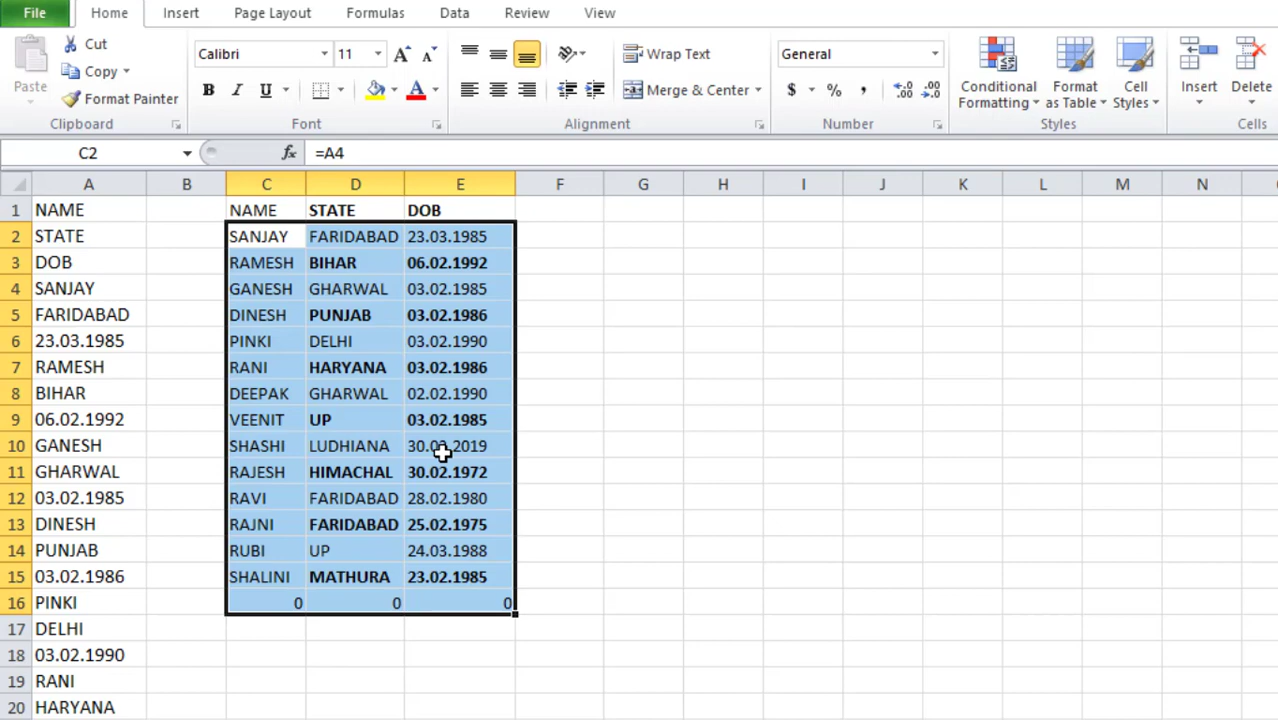 File Home Insert Page Layout Formulas Data Review View
Paste Cut Copy Format Painter Clipboard
Calibri 11 A A B I U A Font
Wrap Text Merge & Center Alignment
General $ % , .00 .0 Number
Conditional Formatting Format as Table Cell Styles Styles
Insert Delete Cells
C2 fx =A4
A B C D E F G H I J K L M N
1 NAME NAME STATE DOB
2 STATE SANJAY FARIDABAD 23.03.1985
3 DOB RAMESH BIHAR 06.02.1992
4 SANJAY GANESH GHARWAL 03.02.1985
5 FARIDABAD DINESH PUNJAB 03.02.1986
6 23.03.1985 PINKI DELHI 03.02.1990
7 RAMESH RANI HARYANA 03.02.1986
8 BIHAR DEEPAK GHARWAL 02.02.1990
9 06.02.1992 VEENIT UP 03.02.1985
10 GANESH SHASHI LUDHIANA
11 GHARWAL RAJESH HIMACHAL 30.02.1972
12 03.02.1985 RAVI FARIDABAD 28.02.1980
13 DINESH RAJNI FARIDABAD 25.02.1975
14 PUNJAB RUBI UP 24.03.1988
15 03.02.1986 SHALINI MATHURA 23.02.1985
16 PINKI 0 0 0
17 DELHI
18 03.02.1990
19 RANI
20 HARYANA